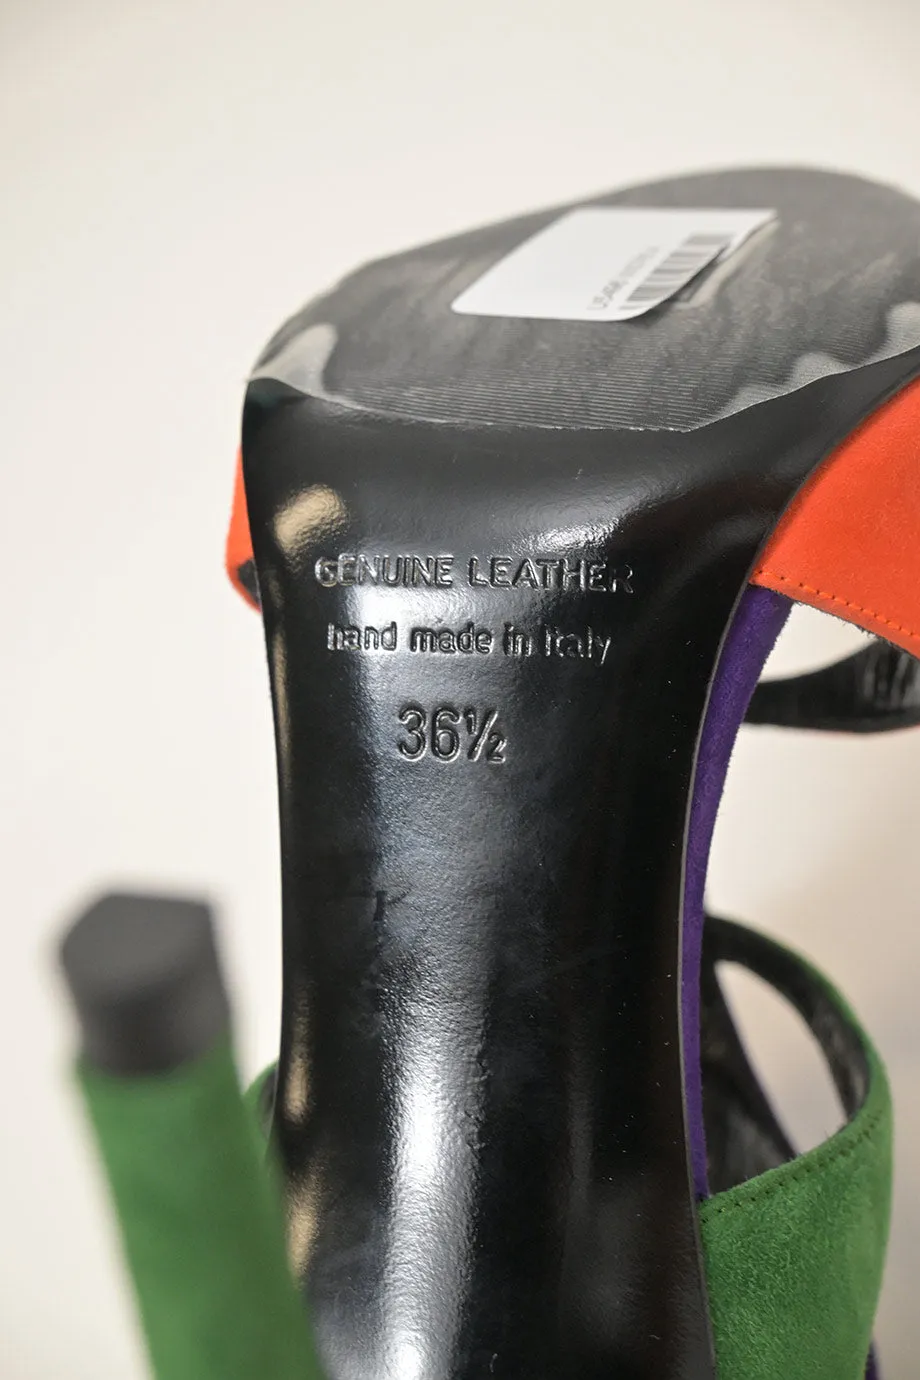 GENUINE LEATHER
hand made in Italy
36½